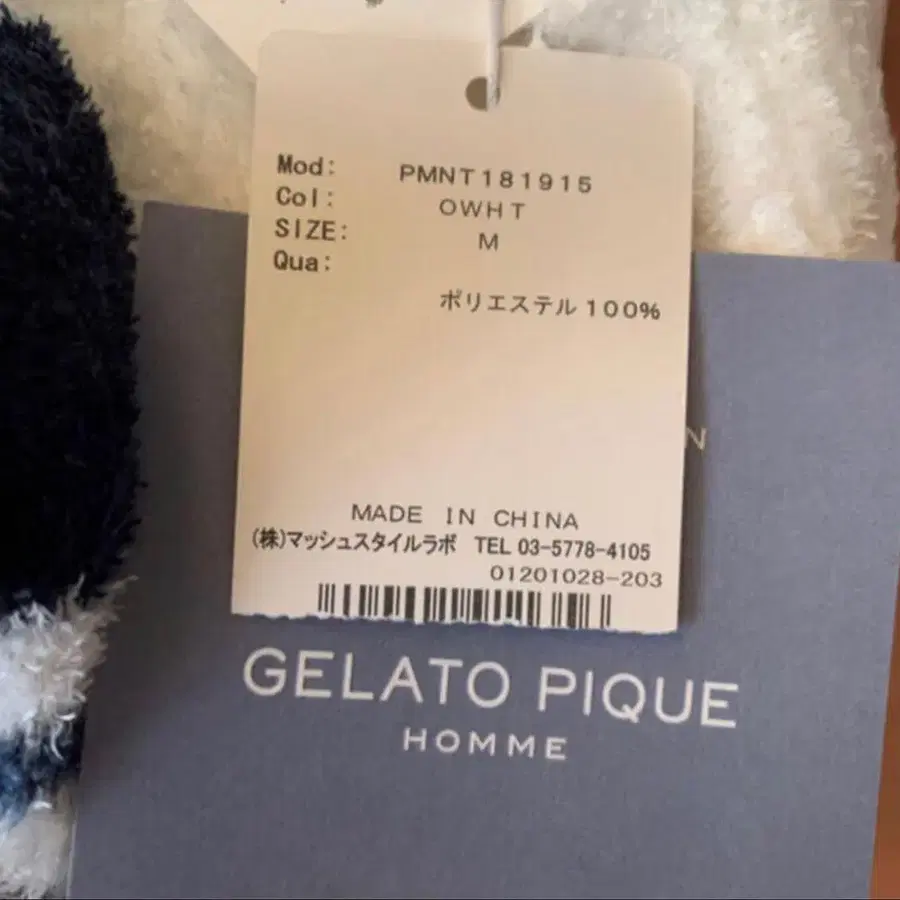 Mod: PMNT181915
Col: OWHT
SIZE: M
Qua:
ポリエステル100%
N
MADE IN CHINA
(株)マッシュスタイルラボ TEL 03-5778-4105
01201028-203
GELATO PIQUE
HOMME